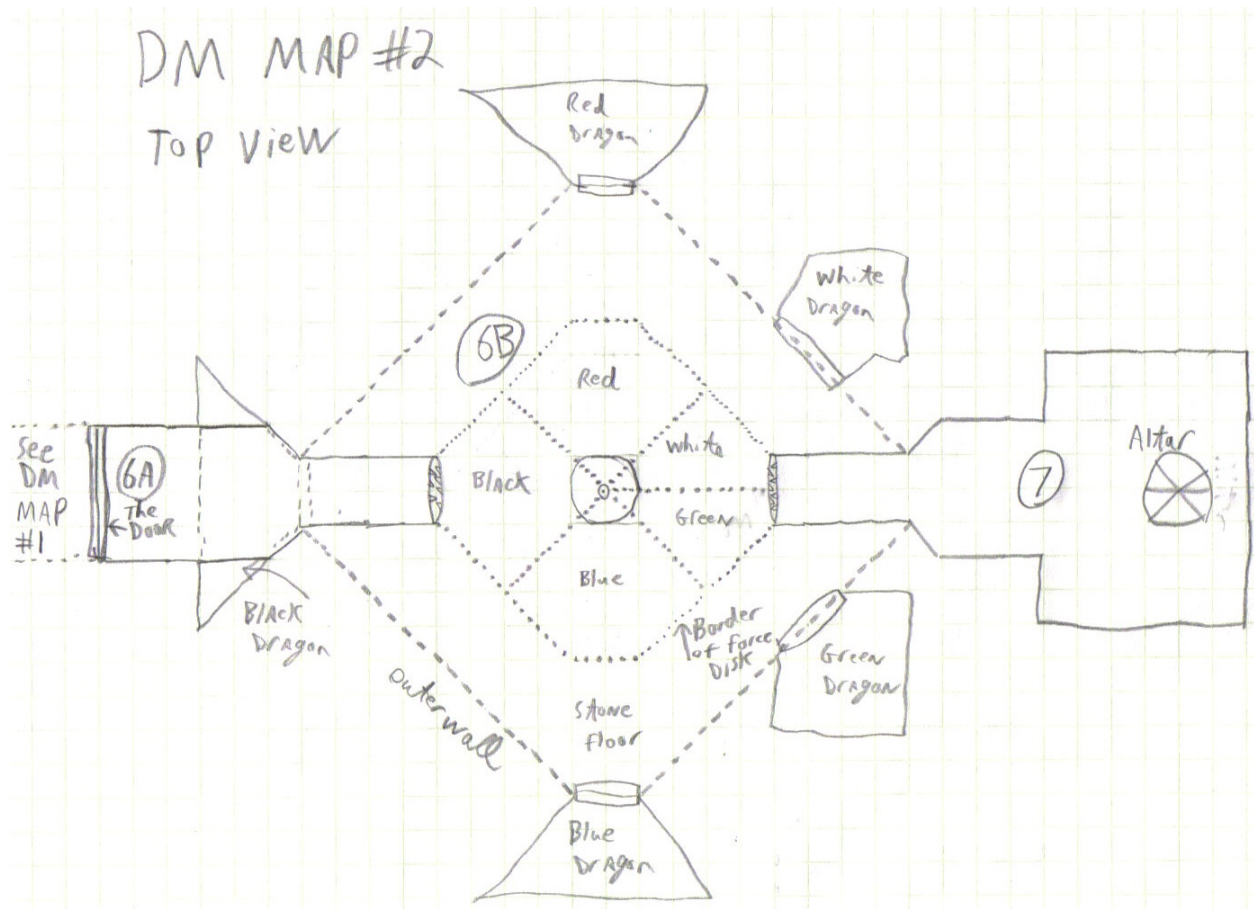 DM MAP #2
Top View
Red
Dragon
White
Dragon
6B
Red
White
Black
Green
Blue
See
DM
MAP
#1
6A
← The
Door
Black
Dragon
7
Altar
Border
of force
Disk
Green
Dragon
outer wall
Stone
floor
Blue
Dragon